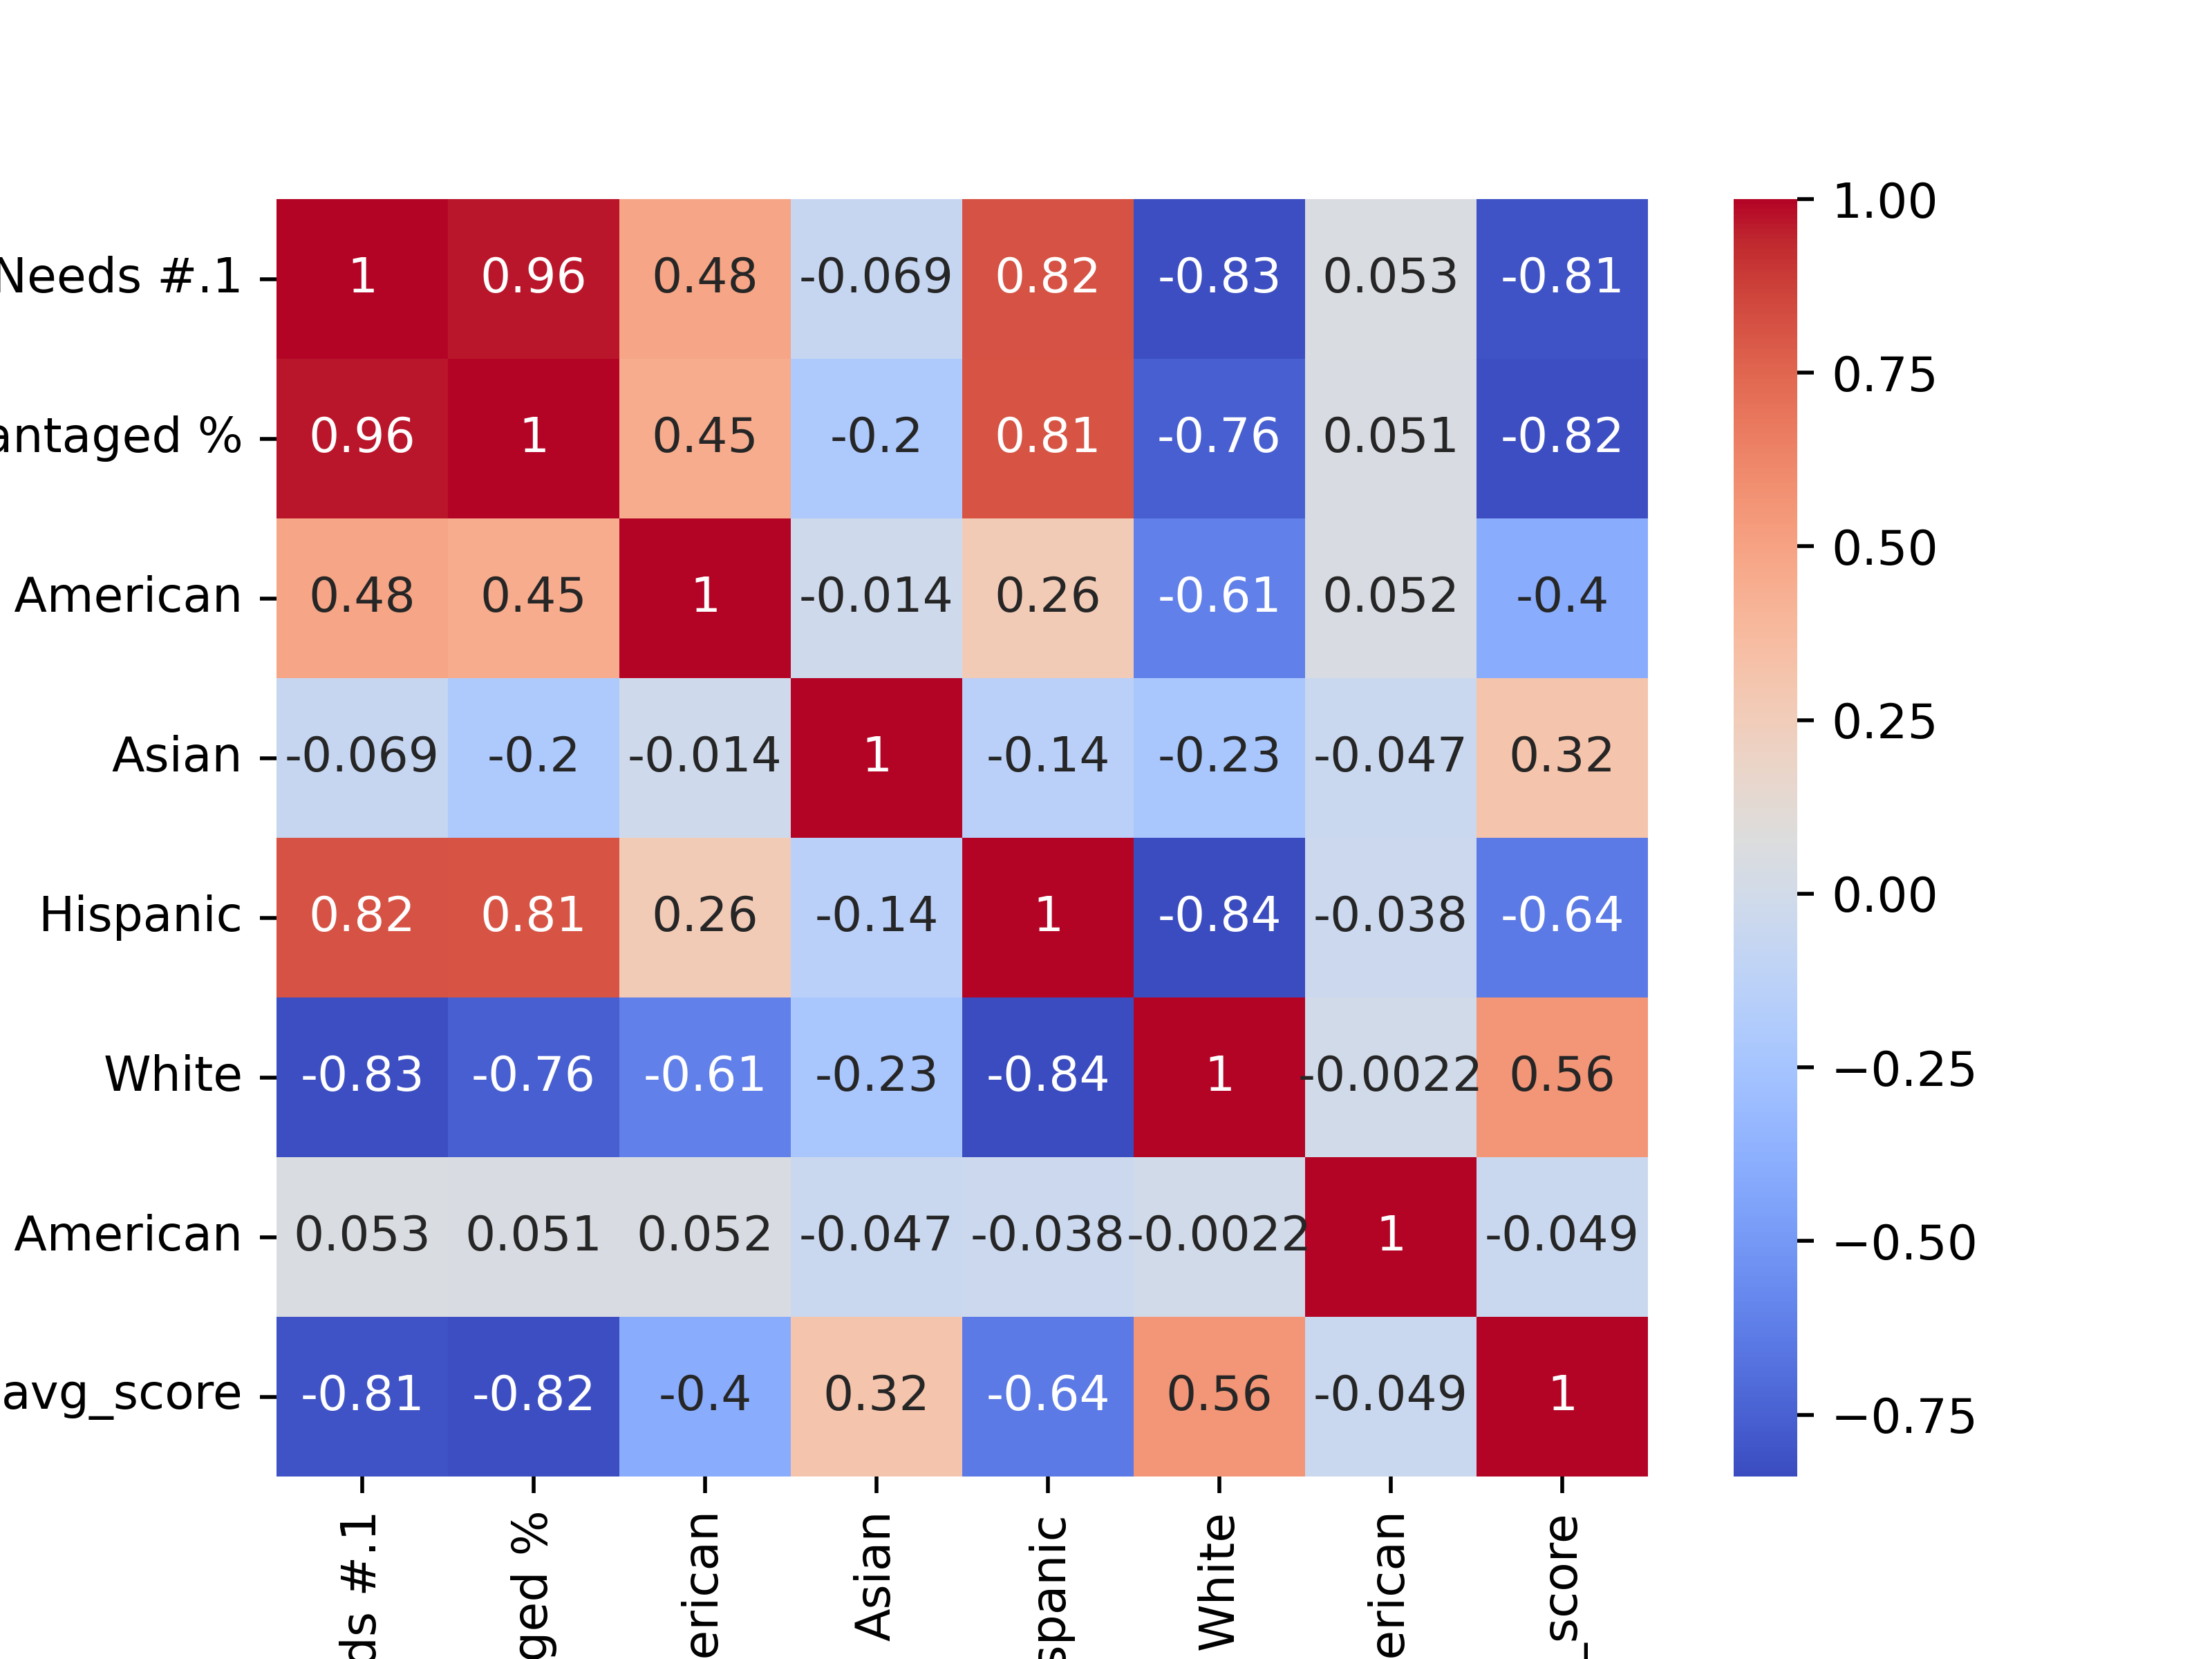 Needs #.1 1 0.96 0.48 -0.069 0.82 -0.83 0.053 -0.81
antaged % 0.96 1 0.45 -0.2 0.81 -0.76 0.051 -0.82
American 0.48 0.45 1 -0.014 0.26 -0.61 0.052 -0.4
Asian -0.069 -0.2 -0.014 1 -0.14 -0.23 -0.047 0.32
Hispanic 0.82 0.81 0.26 -0.14 1 -0.84 -0.038 -0.64
White -0.83 -0.76 -0.61 -0.23 -0.84 1 -0.0022 0.56
American 0.053 0.051 0.052 -0.047 -0.038 -0.0022 1 -0.049
avg_score -0.81 -0.82 -0.4 0.32 -0.64 0.56 -0.049 1
ds #.1
ged %
erican
Asian
spanic
White
erican
_score
1.00
0.75
0.50
0.25
0.00
−0.25
−0.50
−0.75